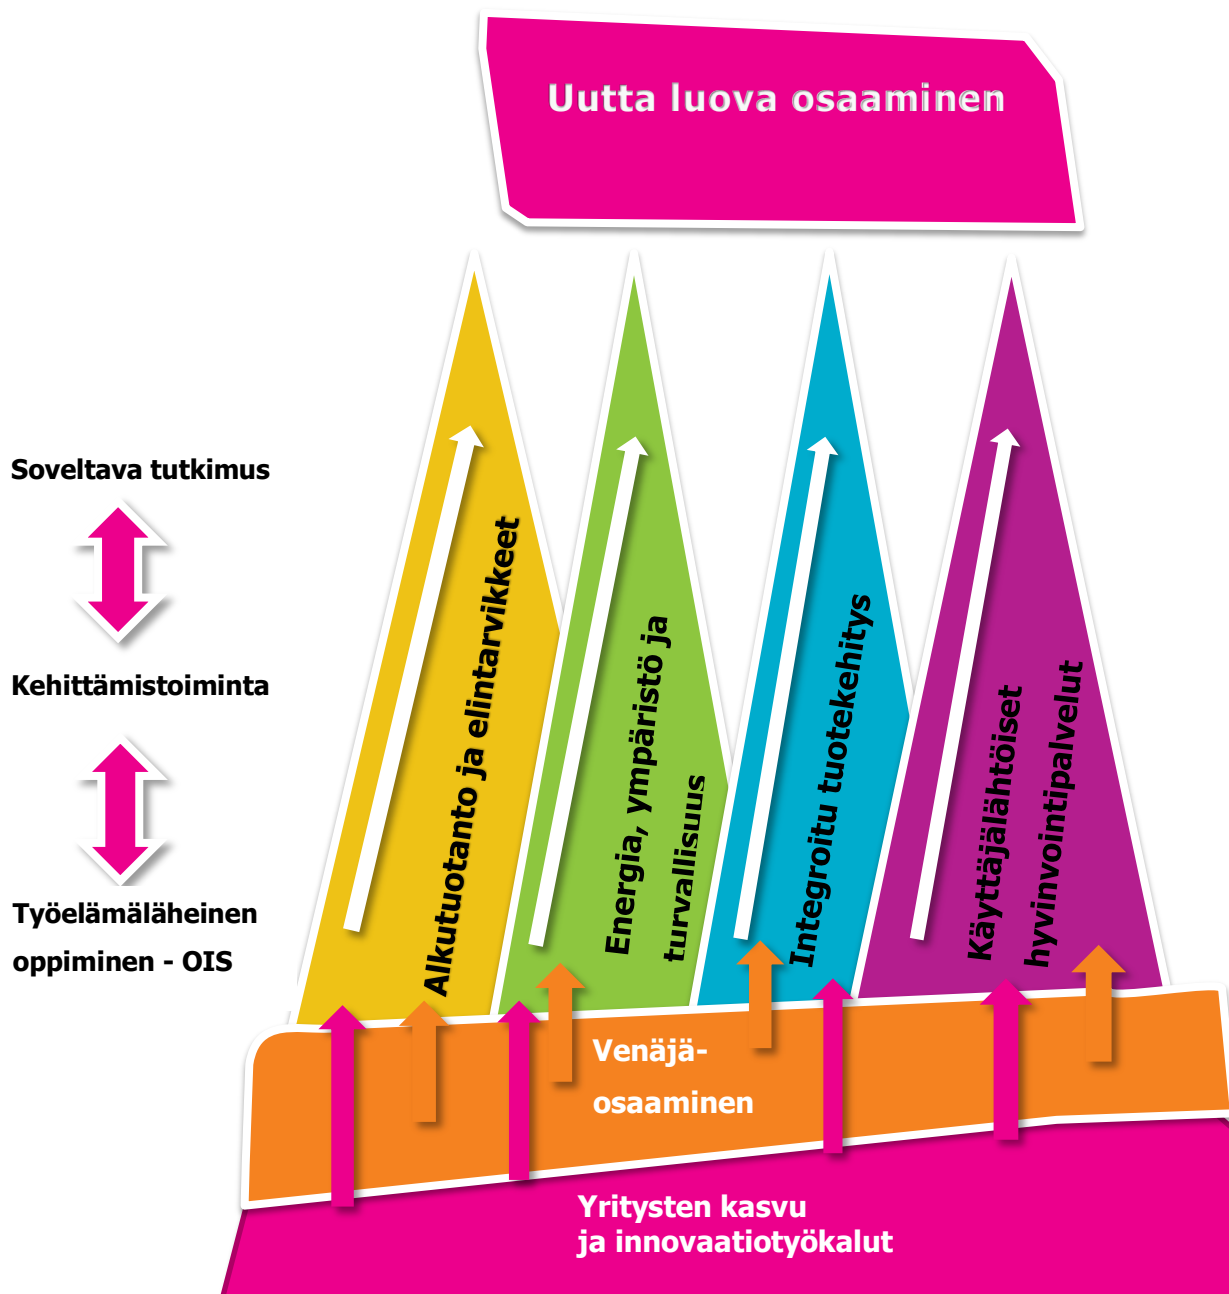 Uutta luova osaaminen
Soveltava tutkimus
Kehittämistoiminta
Työelämäläheinen
oppiminen - OIS
Alkutuotanto ja elintarvikkeet
Energia, ympäristö ja
turvallisuus
Integroitu tuotekehitys
Käyttäjälähtöiset
hyvinvointipalvelut
Venäjä-
osaaminen
Yritysten kasvu
ja innovaatiotyökalut